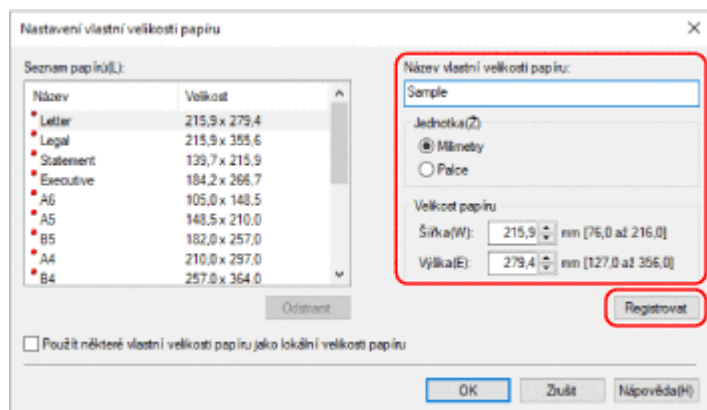 Nastavení vlastní velikosti papíru
Seznam papírů(L):
Název Velikost
Letter 215,9 x 279,4
Legal 215,9 x 355,6
Statement 139,7 x 215,9
Executive 184,2 x 266,7
A6 105,0 x 148,5
A5 148,5 x 210,0
B5 182,0 x 257,0
A4 210,0 x 297,0
B4 257,0 x 364,0
Odstranit
Název vlastní velikosti papíru:
Sample
Jednotka(Ž)
Milimetry
Palce
Velikost papíru
Šířka(W): 215,9 mm [76,0 až 216,0]
Výška(E): 279,4 mm [127,0 až 356,0]
Registrovat
Použít některé vlastní velikosti papíru jako lokální velikosti papíru
OK Zrušit Nápověda(H)